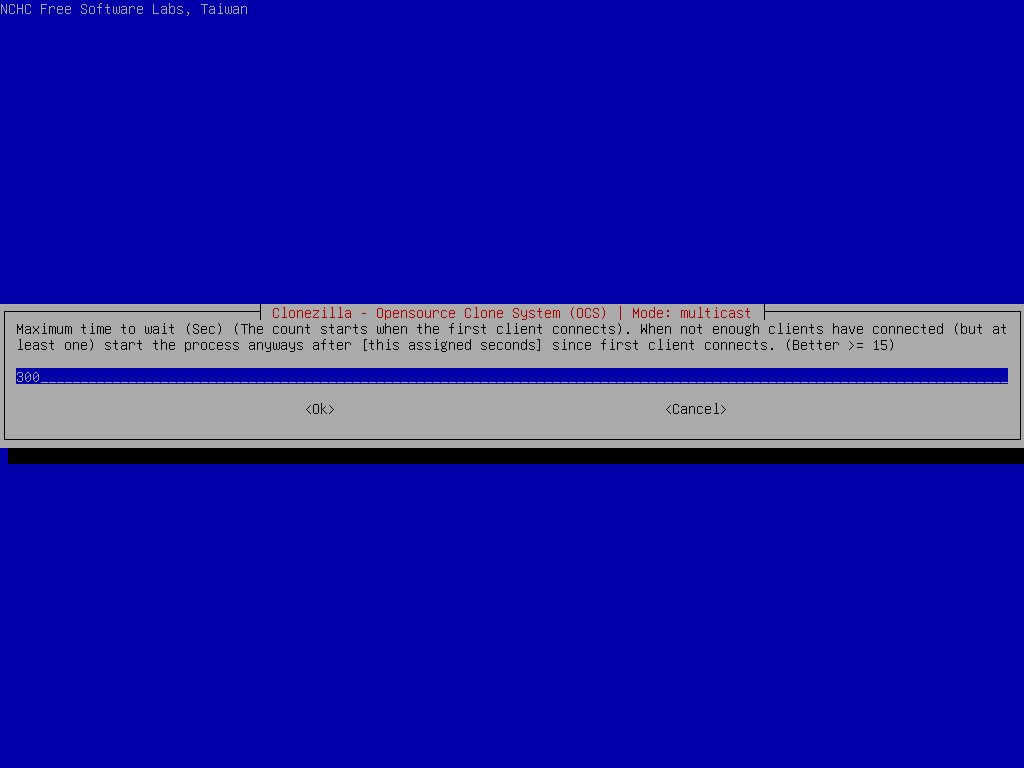 NCHC Free Software Labs, Taiwan
Clonezilla - Opensource Clone System (OCS) | Mode: multicast
Maximum time to wait (Sec) (The count starts when the first client connects). When not enough clients have connected (but at
least one) start the process anyways after [this assigned seconds] since first client connects. (Better >= 15)
300
<Ok> <Cancel>